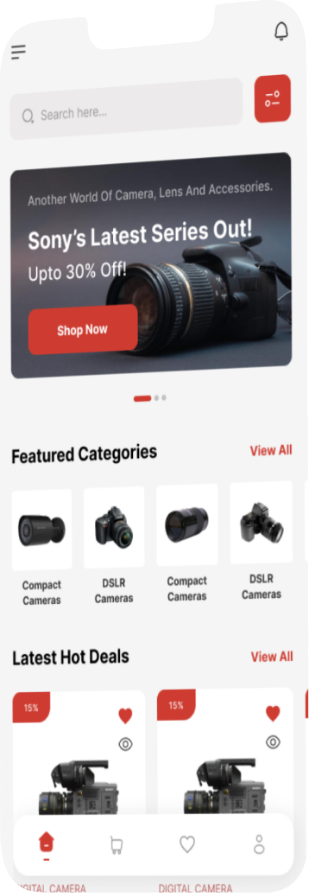 Search here...
Another World Of Camera, Lens And Accessories.
Sony's Latest Series Out!
Upto 30% Off!
Shop Now
Featured Categories
View All
Compact
Cameras
DSLR
Cameras
Compact
Cameras
DSLR
Cameras
Latest Hot Deals
View All
15%
15%
DIGITAL CAMERA
DIGITAL CAMERA